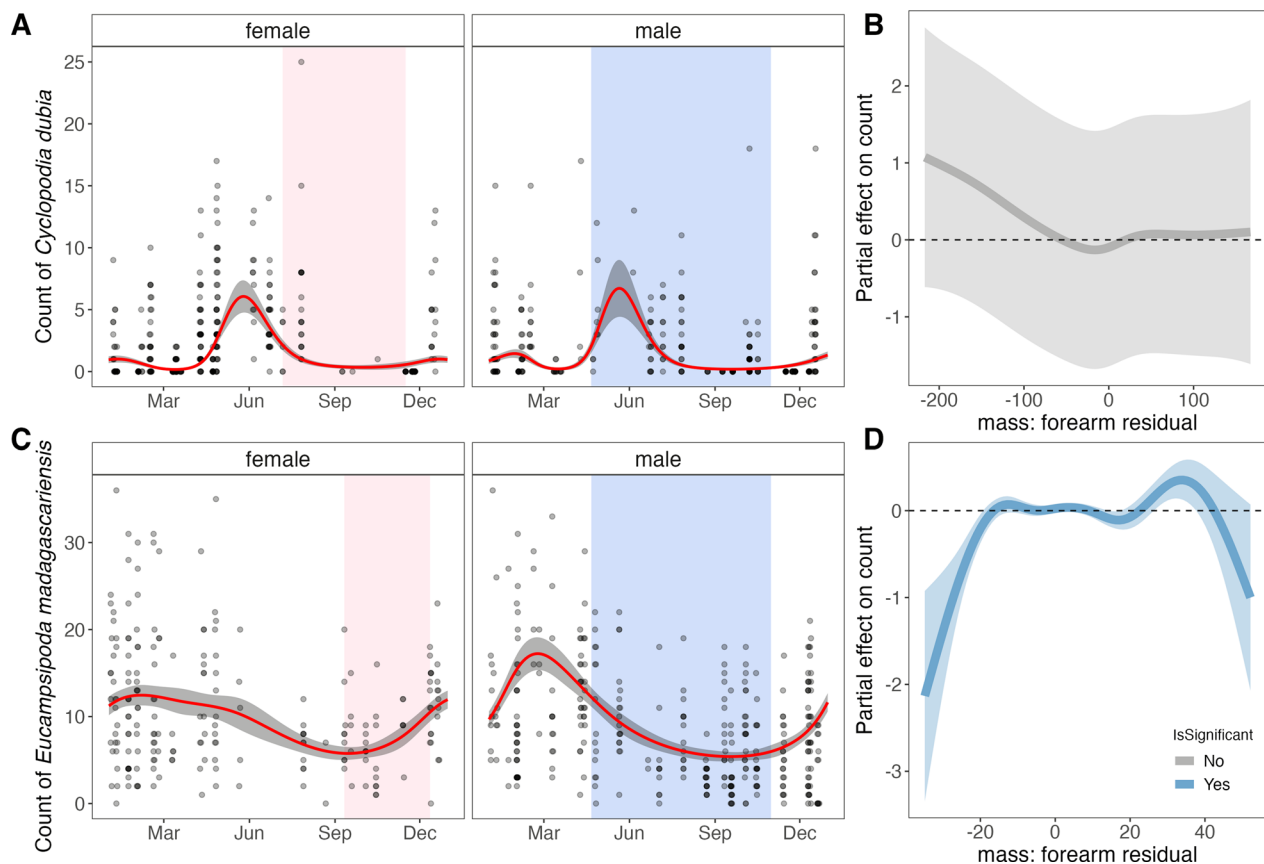 A
female
male
Count of Cyclopodia dubia
25
20
15
10
5
0
Mar
Jun
Sep
Dec
Mar
Jun
Sep
Dec
B
Partial effect on count
2
1
0
-1
-200
-100
0
100
mass: forearm residual
C
female
male
Count of Eucampsipoda madagascariensis
30
20
10
0
Mar
Jun
Sep
Dec
Mar
Jun
Sep
Dec
D
Partial effect on count
0
-1
-2
-3
IsSignificant
No
Yes
-20
0
20
40
mass: forearm residual